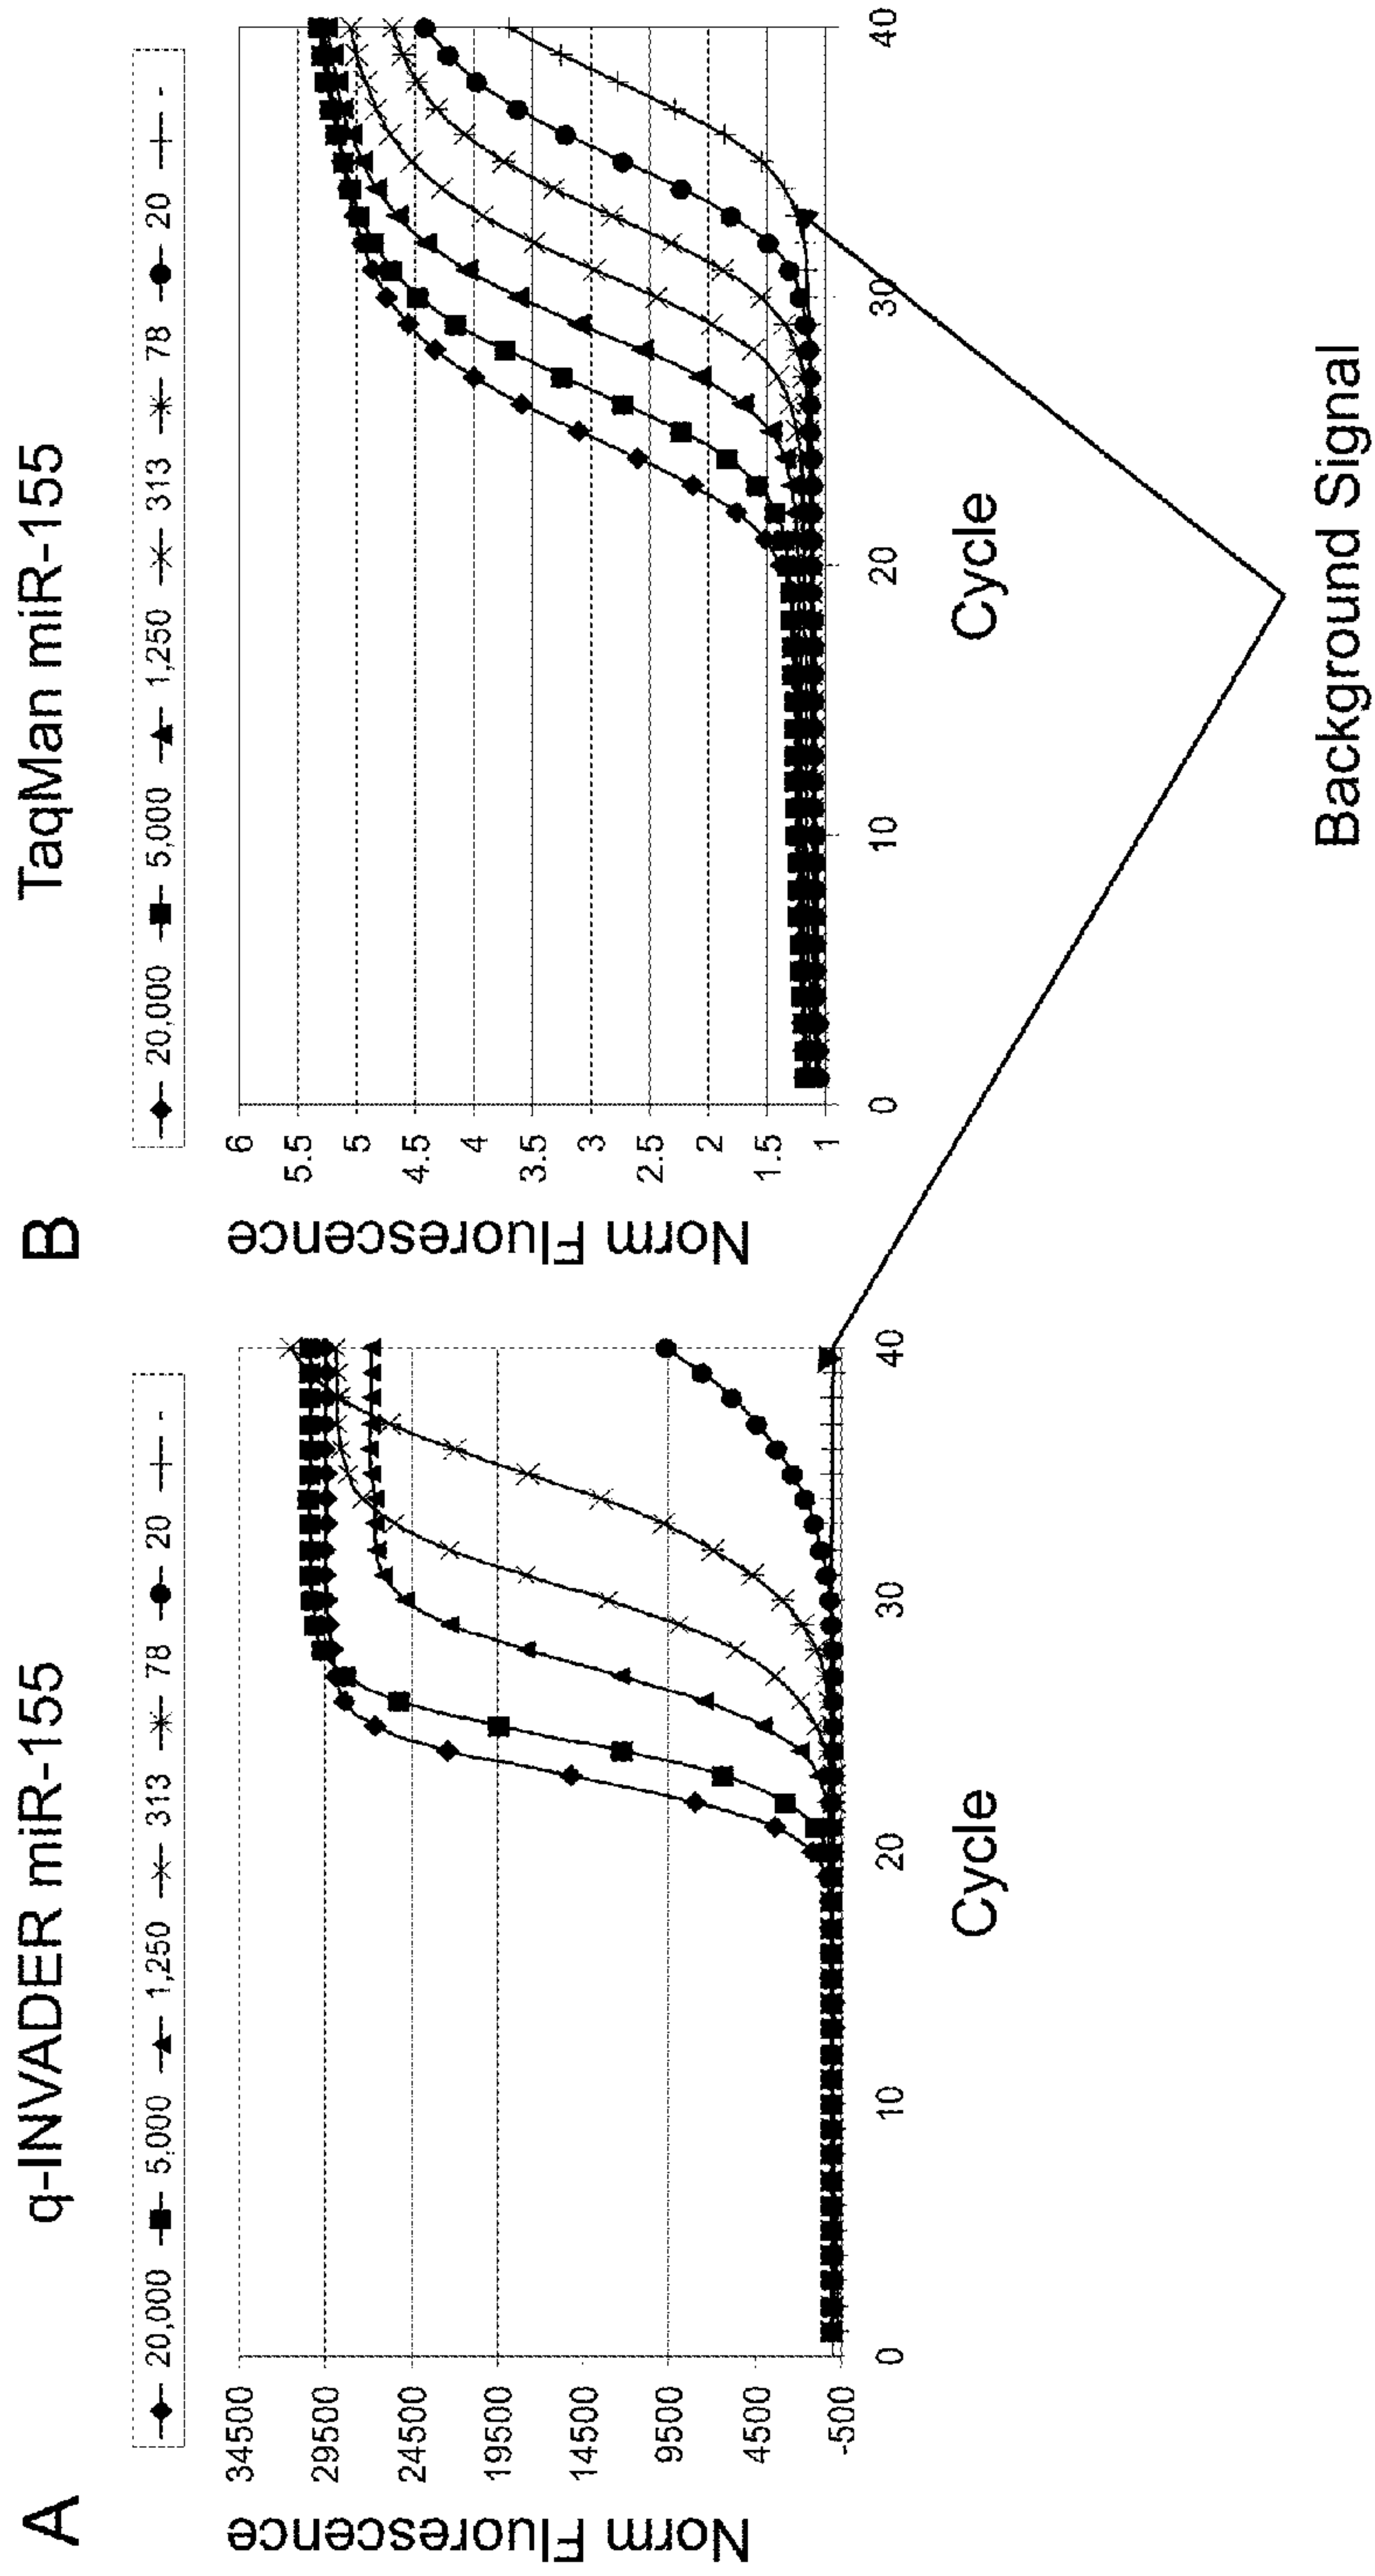 A
q-INVADER miR-155
20,000 5,000 1,250 313 78 20 -
Norm Fluorescence
34500
29500
24500
19500
14500
9500
4500
-500
0 10 20 30 40
Cycle
B
TaqMan miR-155
20,000 5,000 1,250 313 78 20 -
Norm Fluorescence
6
5.5
5
4.5
4
3.5
3
2.5
2
1.5
1
0 10 20 30 40
Cycle
Background Signal